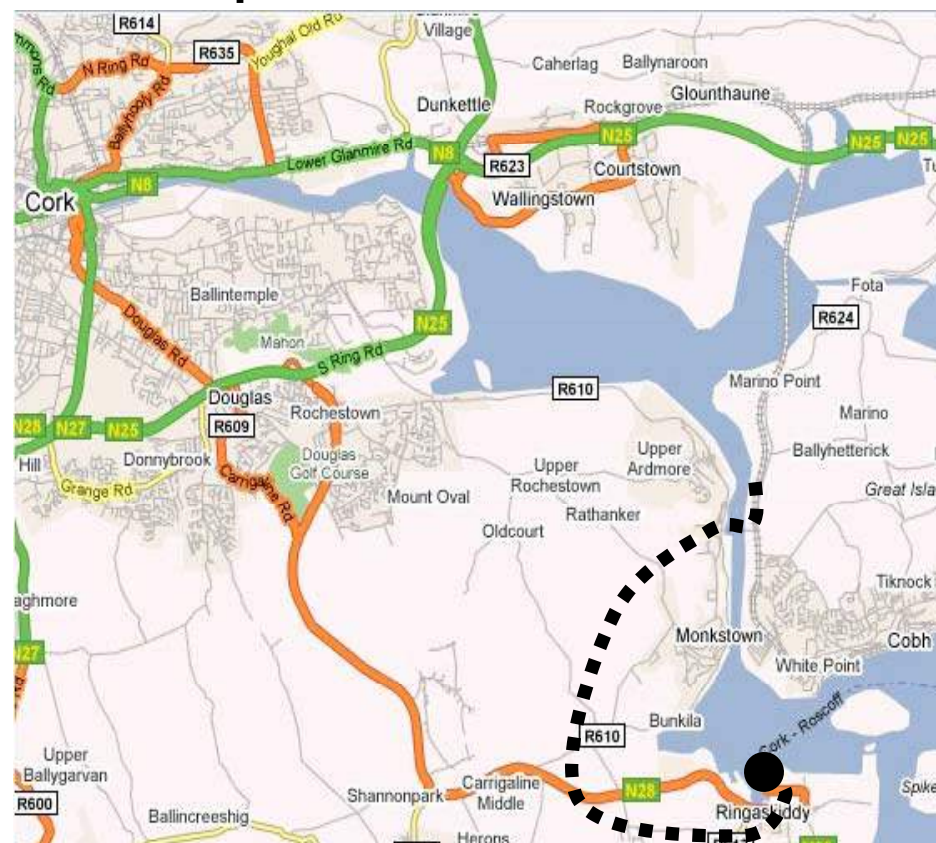 R614
Village
R635
Youghal Old Rd
N Ring Rd
Ballyhooly Rd
Caherlag
Ballynaroon
Glounthaune
Dunkettle
Rockgrove
N25
N25
N25
Lower Glanmire Rd
N8
R623
Courtstown
N8
Wallingstown
Cork
Fota
Ballintemple
R624
N25
Douglas Rd
Mahon
S Ring Rd
Marino Point
R610
Douglas
Rochestown
Marino
N28
N27
N25
R609
Hill
Donnybrook
Douglas
Golf Course
Upper
Ardmore
Ballyhetterick
Grange Rd
Carrigaline Rd
Mount Oval
Upper
Rochestown
Great Isla
Rathanker
Oldcourt
Tiknock
aghmore
Monkstown
Cobh
N27
White Point
Rd
Bunkila
R610
Cork - Roscoff
Upper
Ballygarvan
Carrigaline
Middle
Shannonpark
N28
Spike
R600
Ringaskiddy
Ballincreeshig
Herons